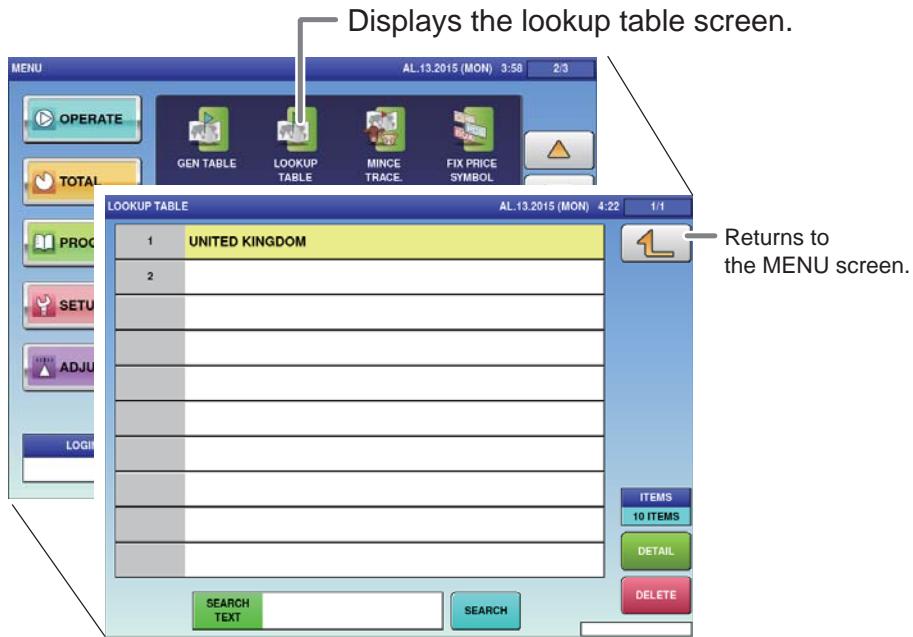 Displays the lookup table screen.
MENU
AL.13.2015 (MON) 3:58
2/3
OPERATE
GEN TABLE
LOOKUP
TABLE
MINCE
TRACE.
FIX PRICE
SYMBOL
TOTAL
LOOKUP TABLE
AL.13.2015 (MON) 4:22
1/1
PROG
1
UNITED KINGDOM
Returns to
the MENU screen.
2
SETU
ADJU
LOGI
ITEMS
10 ITEMS
DETAIL
DELETE
SEARCH
TEXT
SEARCH